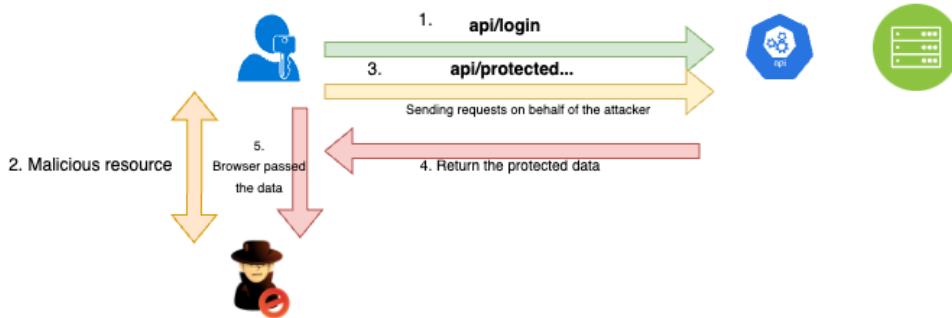 1.
api/login
3.
api/protected...
Sending requests on behalf of the attacker
api
2. Malicious resource
5.
Browser passed
the data
4. Return the protected data